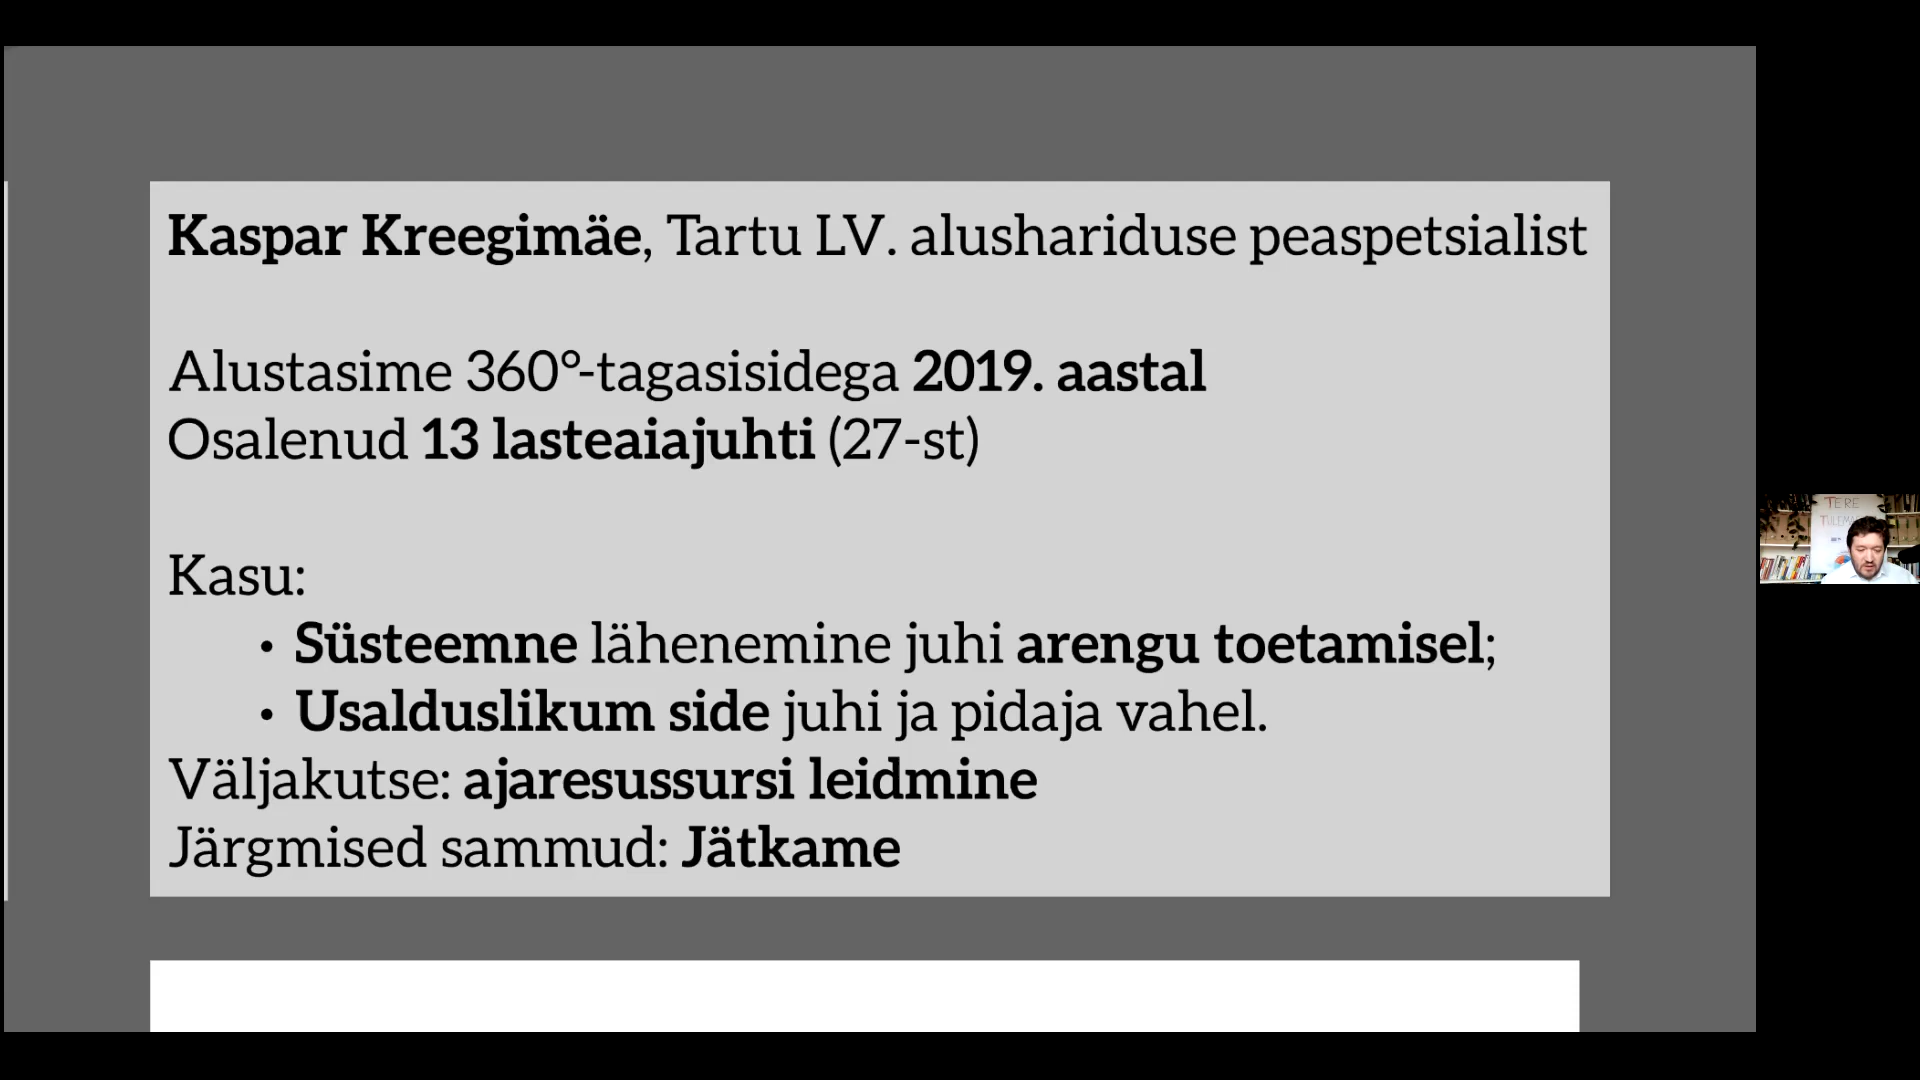 Kaspar Kreegimäe, Tartu LV. alushariduse peaspetsialist
Alustasime 360°-tagasisidega 2019. aastal
Osalenud 13 lasteaiajuhti (27-st)
Kasu:
• Süsteemne lähenemine juhi arengu toetamisel;
• Usalduslikum side juhi ja pidaja vahel.
Väljakutse: ajaresussursi leidmine
Järgmised sammud: Jätkame
TERE